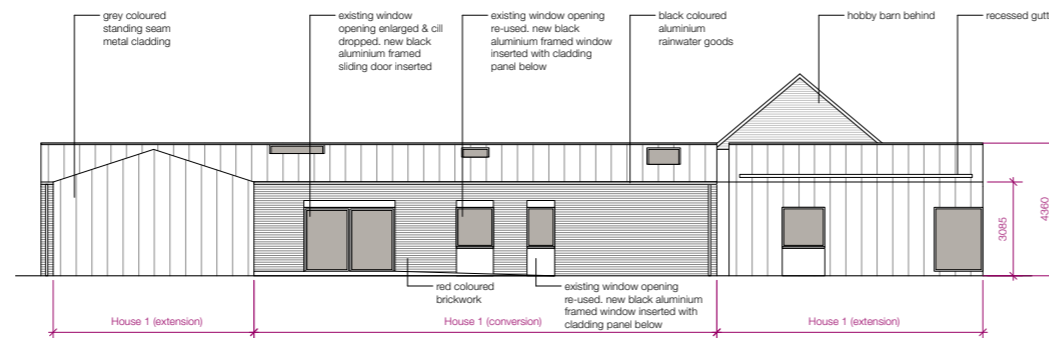 grey coloured
standing seam
metal cladding
existing window
opening enlarged & cill
dropped. new black
aluminium framed
sliding door inserted
existing window opening
re-used. new black
aluminium framed window
inserted with cladding
panel below
black coloured
aluminium
rainwater goods
hobby barn behind
recessed gutt
3085
4360
red coloured
brickwork
existing window opening
re-used. new black aluminium
framed window inserted with
cladding panel below
House 1 (extension)
House 1 (conversion)
House 1 (extension)